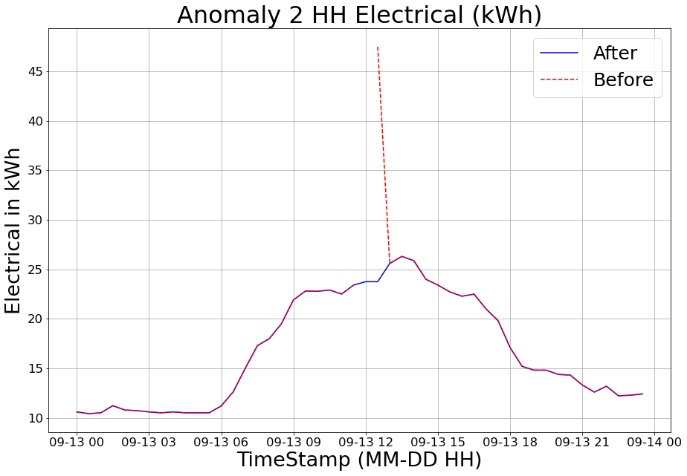 Anomaly 2 HH Electrical (kWh)
After
Before
Electrical in kWh
45
40
35
30
25
20
15
10
09-13 00 09-13 03 09-13 06 09-13 09 09-13 12 09-13 15 09-13 18 09-13 21 09-14 00
TimeStamp (MM-DD HH)